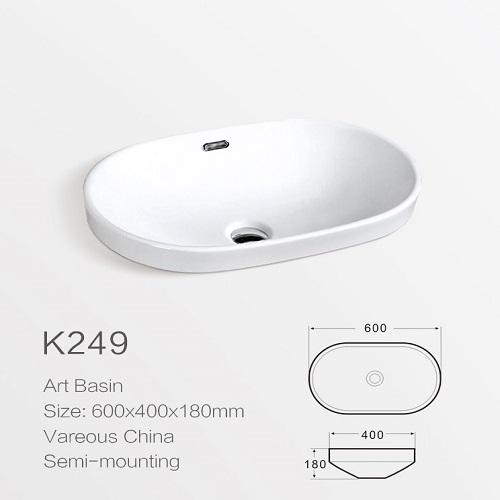 K249
Art Basin
Size: 600x400x180mm
Vareous China
Semi-mounting
600
400
180